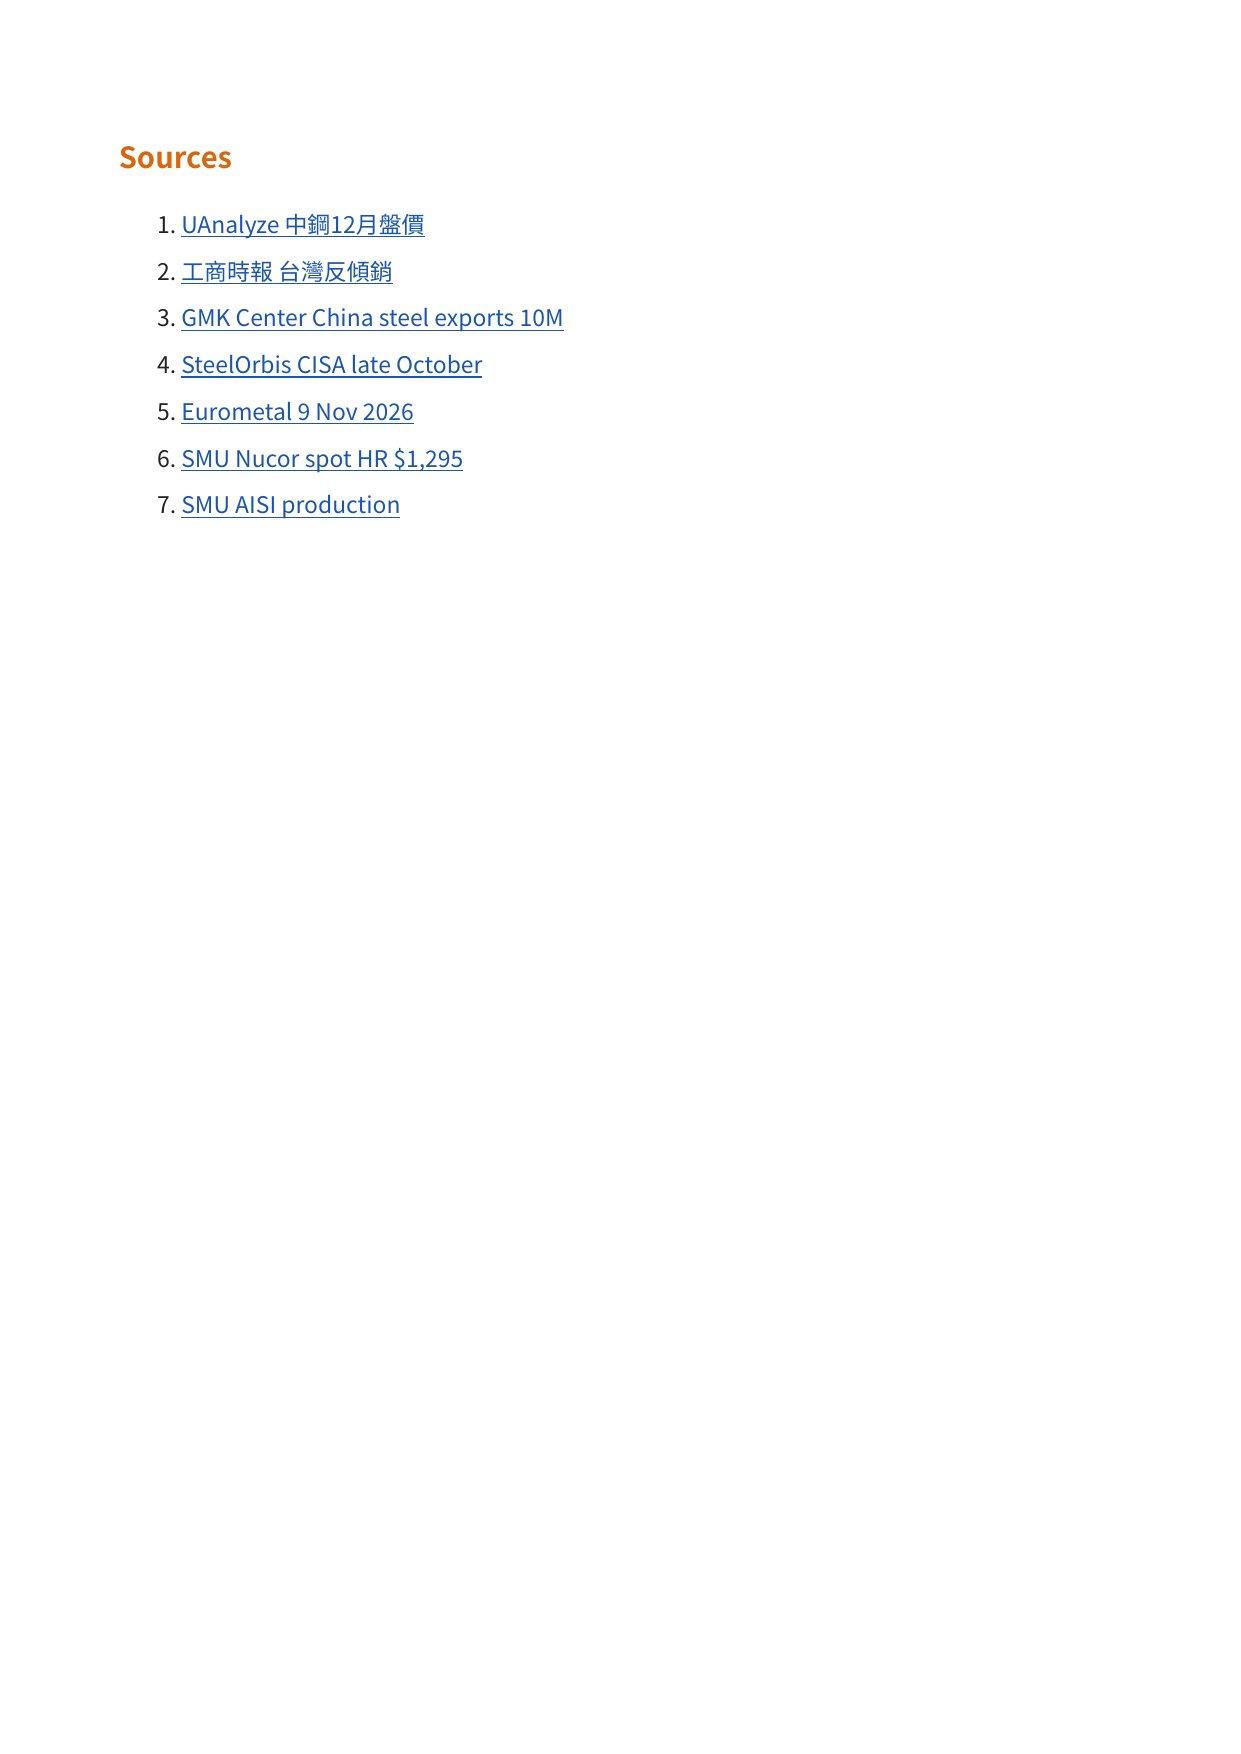 Sources
1. UAnalyze 中鋼12月盤價
2. 工商時報 台灣反傾銷
3. GMK Center China steel exports 10M
4. SteelOrbis CISA late October
5. Eurometal 9 Nov 2026
6. SMU Nucor spot HR $1,295
7. SMU AISI production